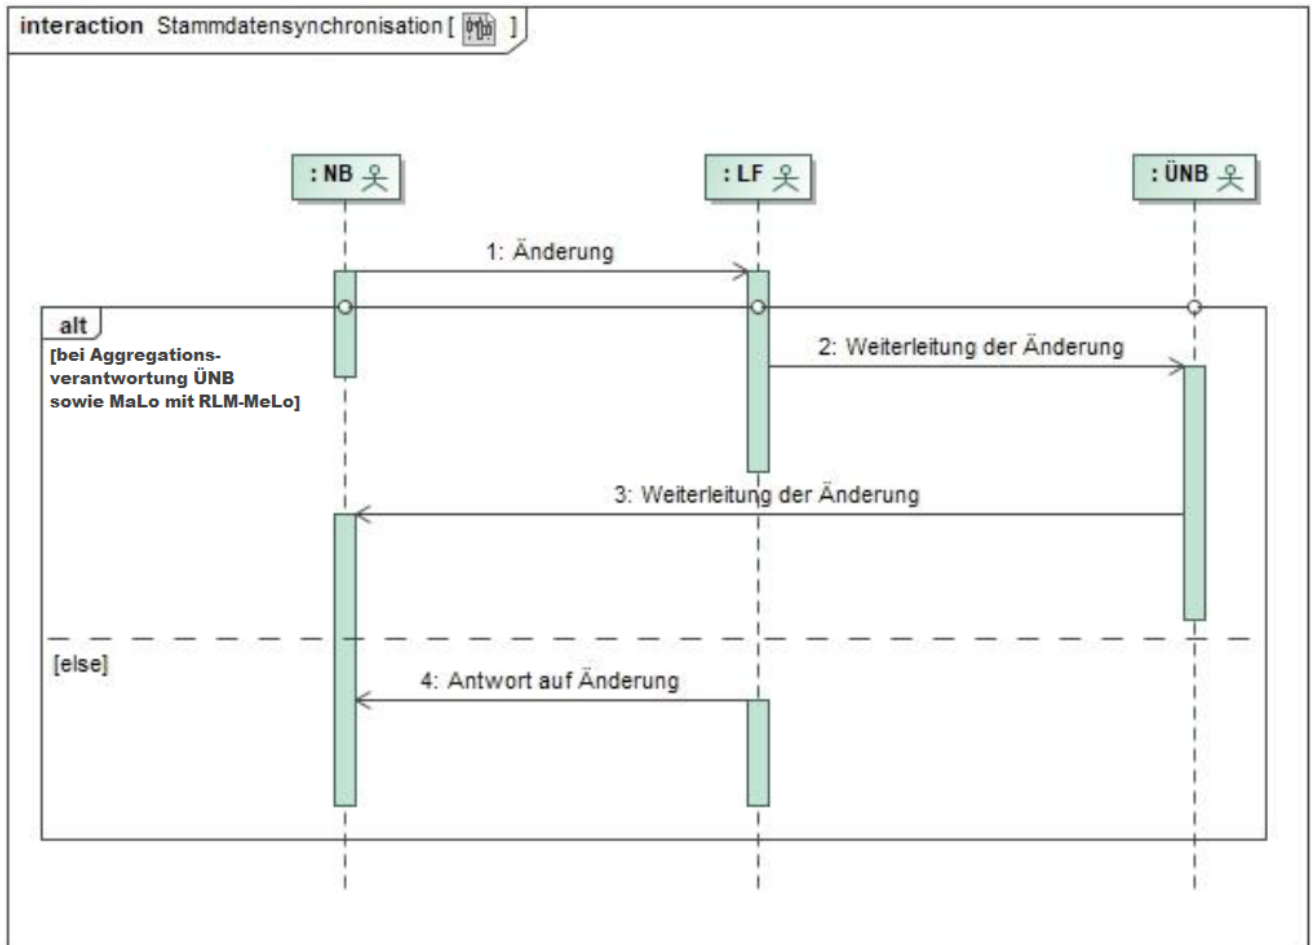 interaction Stammdatensynchronisation [ ]
: NB
: LF
: ÜNB
1: Änderung
alt
[bei Aggregations-
verantwortung ÜNB
sowie MaLo mit RLM-MeLo]
2: Weiterleitung der Änderung
3: Weiterleitung der Änderung
[else]
4: Antwort auf Änderung